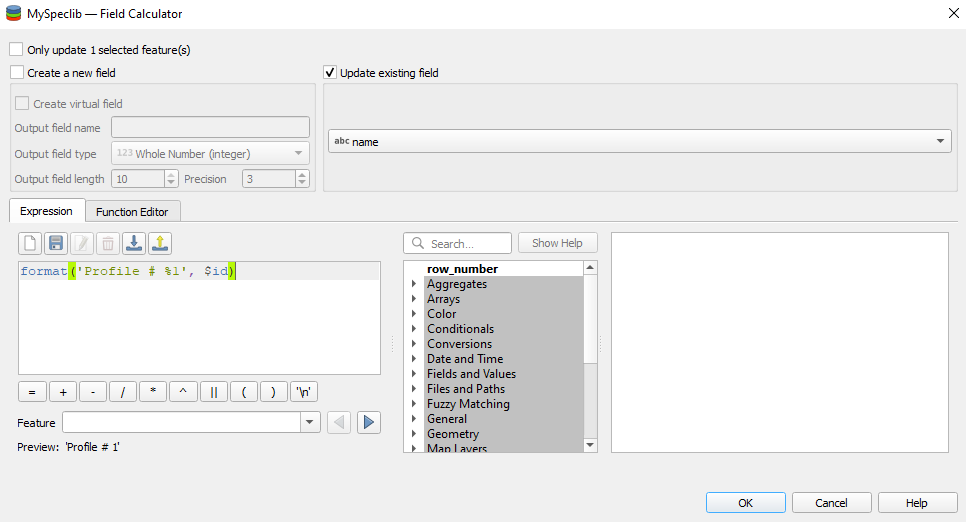 MySpeclib — Field Calculator
Only update 1 selected feature(s)
Create a new field
Update existing field
Create virtual field
Output field name
Output field type 123 Whole Number (integer)
Output field length 10 Precision 3
abc name
Expression Function Editor
Search... Show Help
format('Profile # %1', $id)
row_number
Aggregates
Arrays
Color
Conditionals
Conversions
Date and Time
Fields and Values
Files and Paths
Fuzzy Matching
General
Geometry
Map Layers
= + - / * ^ || ( ) '\n'
Feature
Preview: 'Profile # 1'
OK Cancel Help